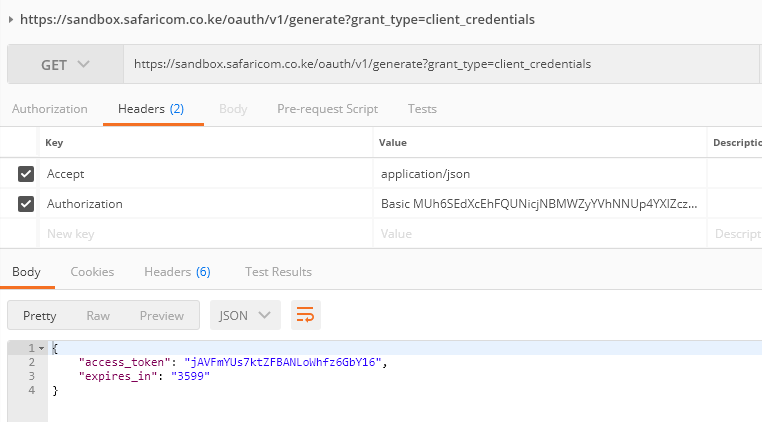 https://sandbox.safaricom.co.ke/oauth/v1/generate?grant_type=client_credentials
GET https://sandbox.safaricom.co.ke/oauth/v1/generate?grant_type=client_credentials
Authorization Headers (2) Body Pre-request Script Tests
Key Value Descriptio
Accept application/json
Authorization Basic MUh6SEdXcEhFQUNicjNBMWZyYVhNNUp4YXlZcz...
New key Value Descript
Body Cookies Headers (6) Test Results
Pretty Raw Preview JSON
1 {
2 "access_token": "jAVFmYUs7ktZFBANLoWhfz6GbY16",
3 "expires_in": "3599"
4 }